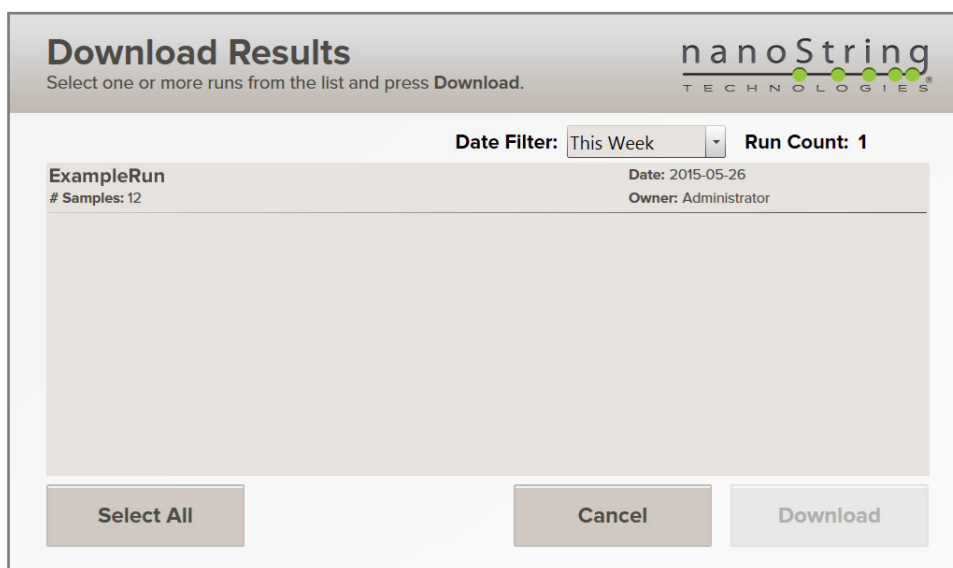 Download Results
Select one or more runs from the list and press Download.
nanoString
TECHNOLOGIES®
Date Filter: This Week Run Count: 1
ExampleRun Date: 2015-05-26
# Samples: 12 Owner: Administrator
Select All Cancel Download